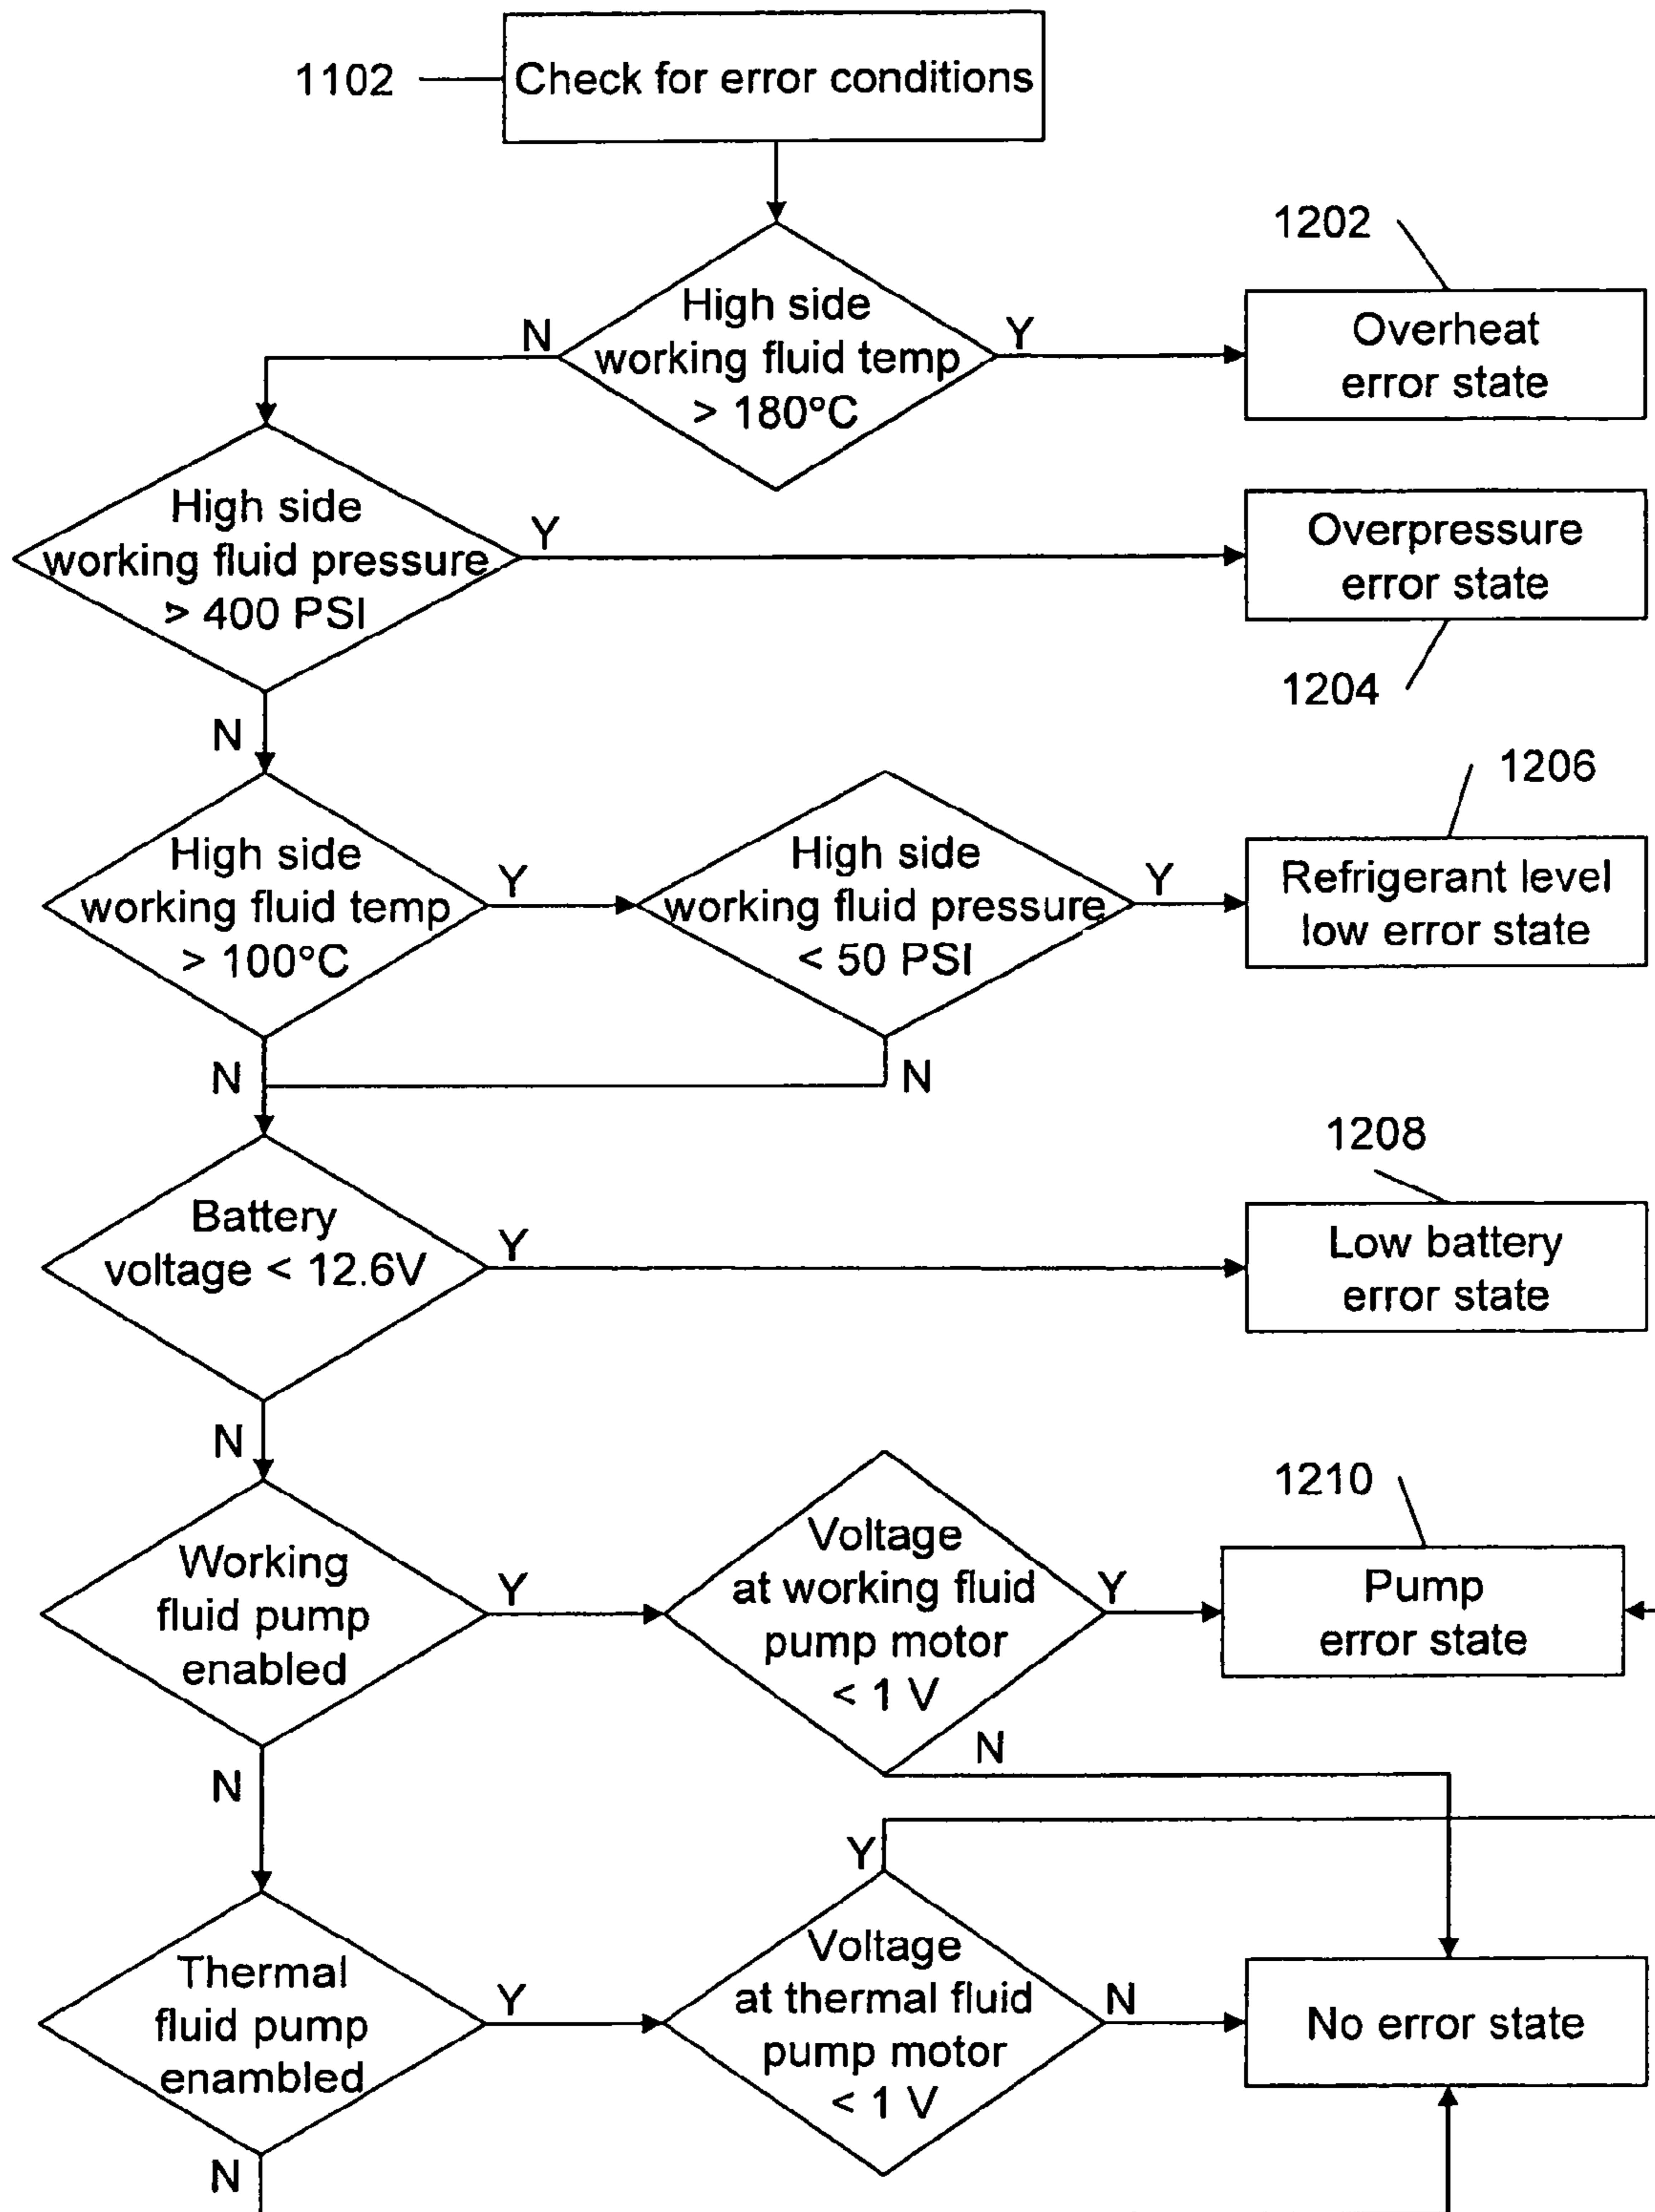 1102
Check for error conditions
1202
N
High side
working fluid temp
> 180°C
Y
Overheat
error state
High side
working fluid pressure
> 400 PSI
Y
Overpressure
error state
1204
N
1206
High side
working fluid temp
> 100°C
Y
High side
working fluid pressure
< 50 PSI
Y
Refrigerant level
low error state
N
N
1208
Battery
voltage < 12.6V
Y
Low battery
error state
N
1210
Working
fluid pump
enabled
Y
Voltage
at working fluid
pump motor
< 1 V
Y
Pump
error state
N
N
Y
Thermal
fluid pump
enambled
Y
Voltage
at thermal fluid
pump motor
< 1 V
N
No error state
N